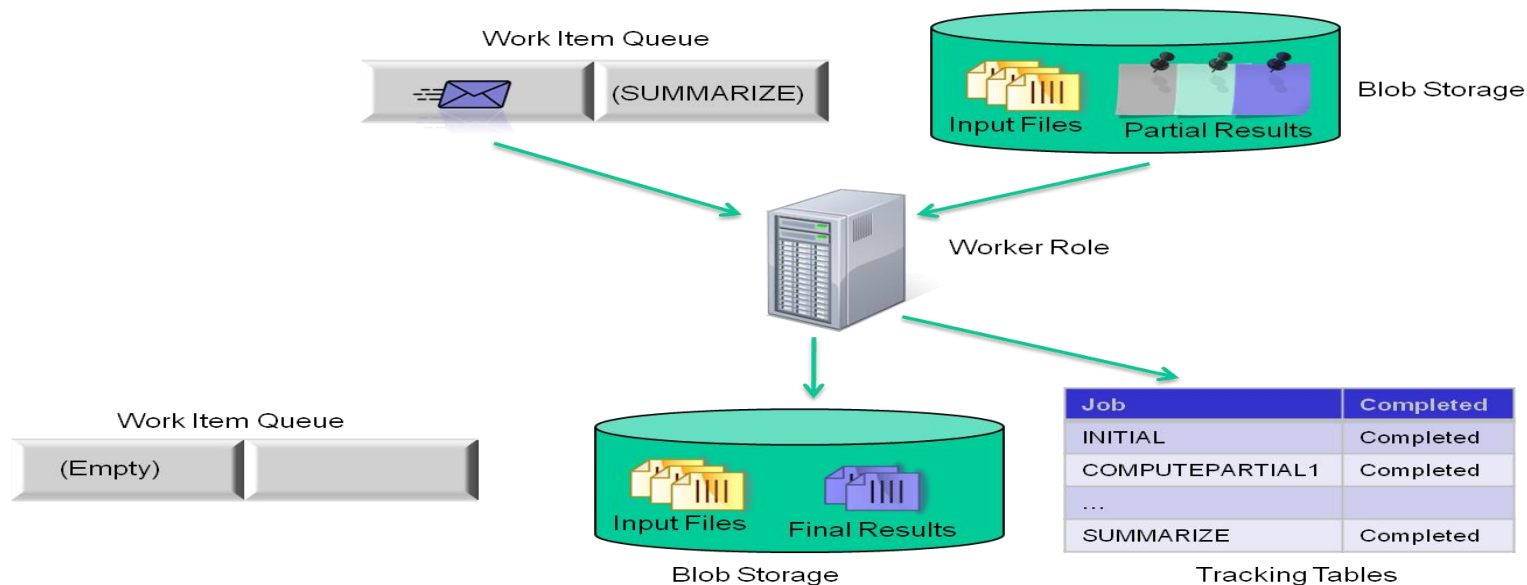 Work Item Queue
(SUMMARIZE)
Input Files
Partial Results
Blob Storage
Worker Role
Work Item Queue
(Empty)
Input Files
Final Results
Blob Storage
Job Completed
INITIAL Completed
COMPUTEPARTIAL1 Completed
...
SUMMARIZE Completed
Tracking Tables